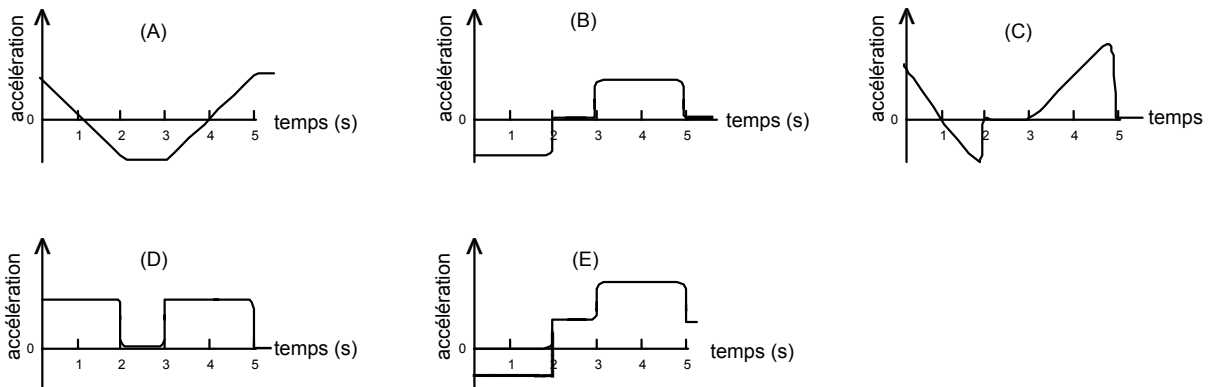 accélération
(A)
0
1 2 3 4 5
temps (s)
accélération
(B)
0
1 2 3 4 5
temps (s)
accélération
(C)
0
1 2 3 4 5
temps
accélération
(D)
0
1 2 3 4 5
temps (s)
accélération
(E)
0
1 2 3 4 5
temps (s)